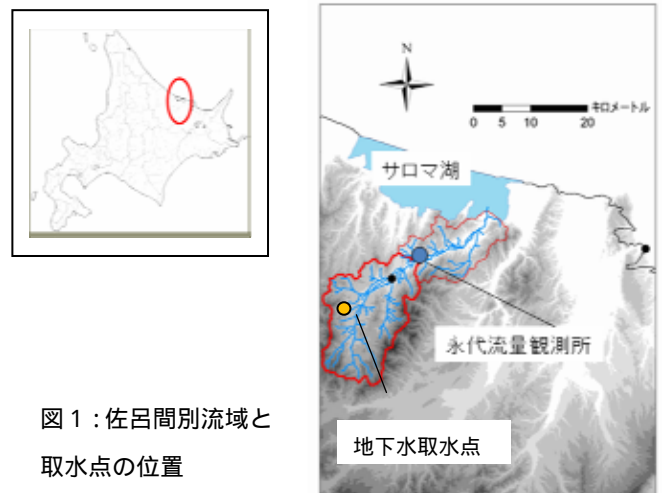 N
キロメートル
0 5 10 20
サロマ湖
永代流量観測所
地下水取水点
図1:佐呂間別流域と
取水点の位置